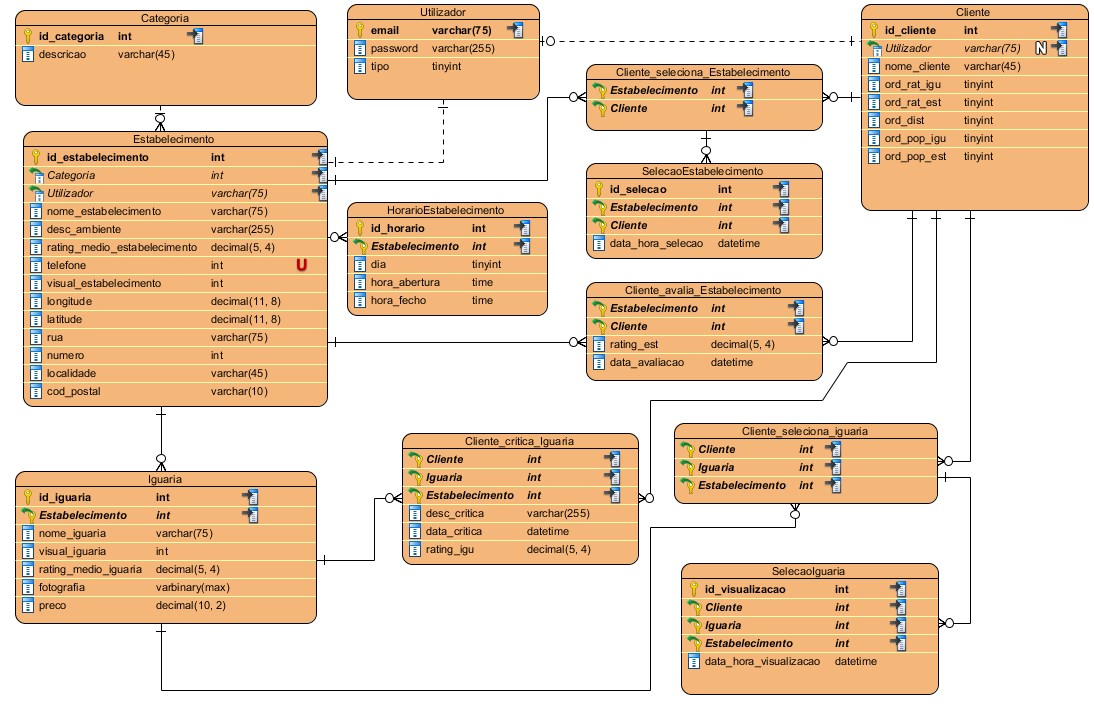 Categoria
id_categoria int
descricao varchar(45)
Utilizador
email varchar(75)
password varchar(255)
tipo tinyint
Cliente
id_cliente int
Utilizador varchar(75) N
nome_cliente varchar(45)
ord_rat_igu tinyint
ord_rat_est tinyint
ord_dist tinyint
ord_pop_igu tinyint
ord_pop_est tinyint
Cliente_seleciona_Estabelecimento
Estabelecimento int
Cliente int
Estabelecimento
id_estabelecimento int
Categoria int
Utilizador varchar(75)
nome_estabelecimento varchar(75)
desc_ambiente varchar(255)
rating_medio_estabelecimento decimal(5, 4)
telefone int U
visual_estabelecimento int
longitude decimal(11, 8)
latitude decimal(11, 8)
rua varchar(75)
numero int
localidade varchar(45)
cod_postal varchar(10)
SelecaoEstabelecimento
id_selecao int
Estabelecimento int
Cliente int
data_hora_selecao datetime
HorarioEstabelecimento
id_horario int
Estabelecimento int
dia tinyint
hora_abertura time
hora_fecho time
Cliente_avalia_Estabelecimento
Estabelecimento int
Cliente int
rating_est decimal(5, 4)
data_avaliacao datetime
Cliente_critica_Iguaria
Cliente int
Iguaria int
Estabelecimento int
desc_critica varchar(255)
data_critica datetime
rating_igu decimal(5, 4)
Cliente_seleciona_iguaria
Cliente int
Iguaria int
Estabelecimento int
Iguaria
id_iguaria int
Estabelecimento int
nome_iguaria varchar(75)
visual_iguaria int
rating_medio_iguaria decimal(5, 4)
fotografia varbinary(max)
preco decimal(10, 2)
SelecaoIguaria
id_visualizacao int
Cliente int
Iguaria int
Estabelecimento int
data_hora_visualizacao datetime